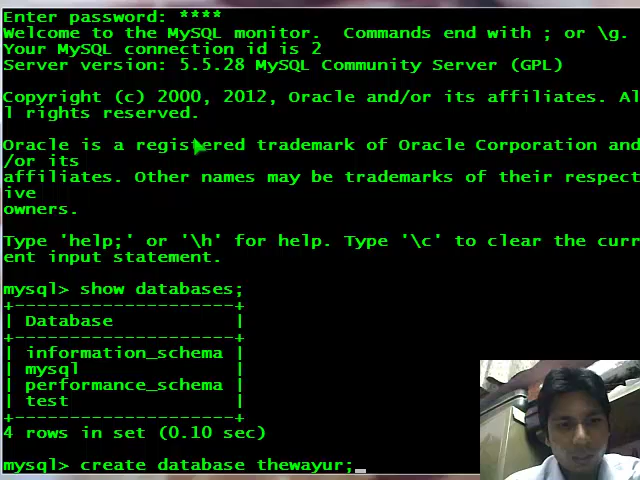 Enter password: ****
Welcome to the MySQL monitor.  Commands end with ; or \g.
Your MySQL connection id is 2
Server version: 5.5.28 MySQL Community Server (GPL)
Copyright (c) 2000, 2012, Oracle and/or its affiliates. Al
l rights reserved.
Oracle is a registered trademark of Oracle Corporation and
/or its
affiliates. Other names may be trademarks of their respect
ive
owners.
Type 'help;' or '\h' for help. Type '\c' to clear the curr
ent input statement.
mysql> show databases;
+--------------------+
| Database           |
+--------------------+
| information_schema |
| mysql              |
| performance_schema |
| test               |
+--------------------+
4 rows in set (0.10 sec)
mysql> create database thewayur;_